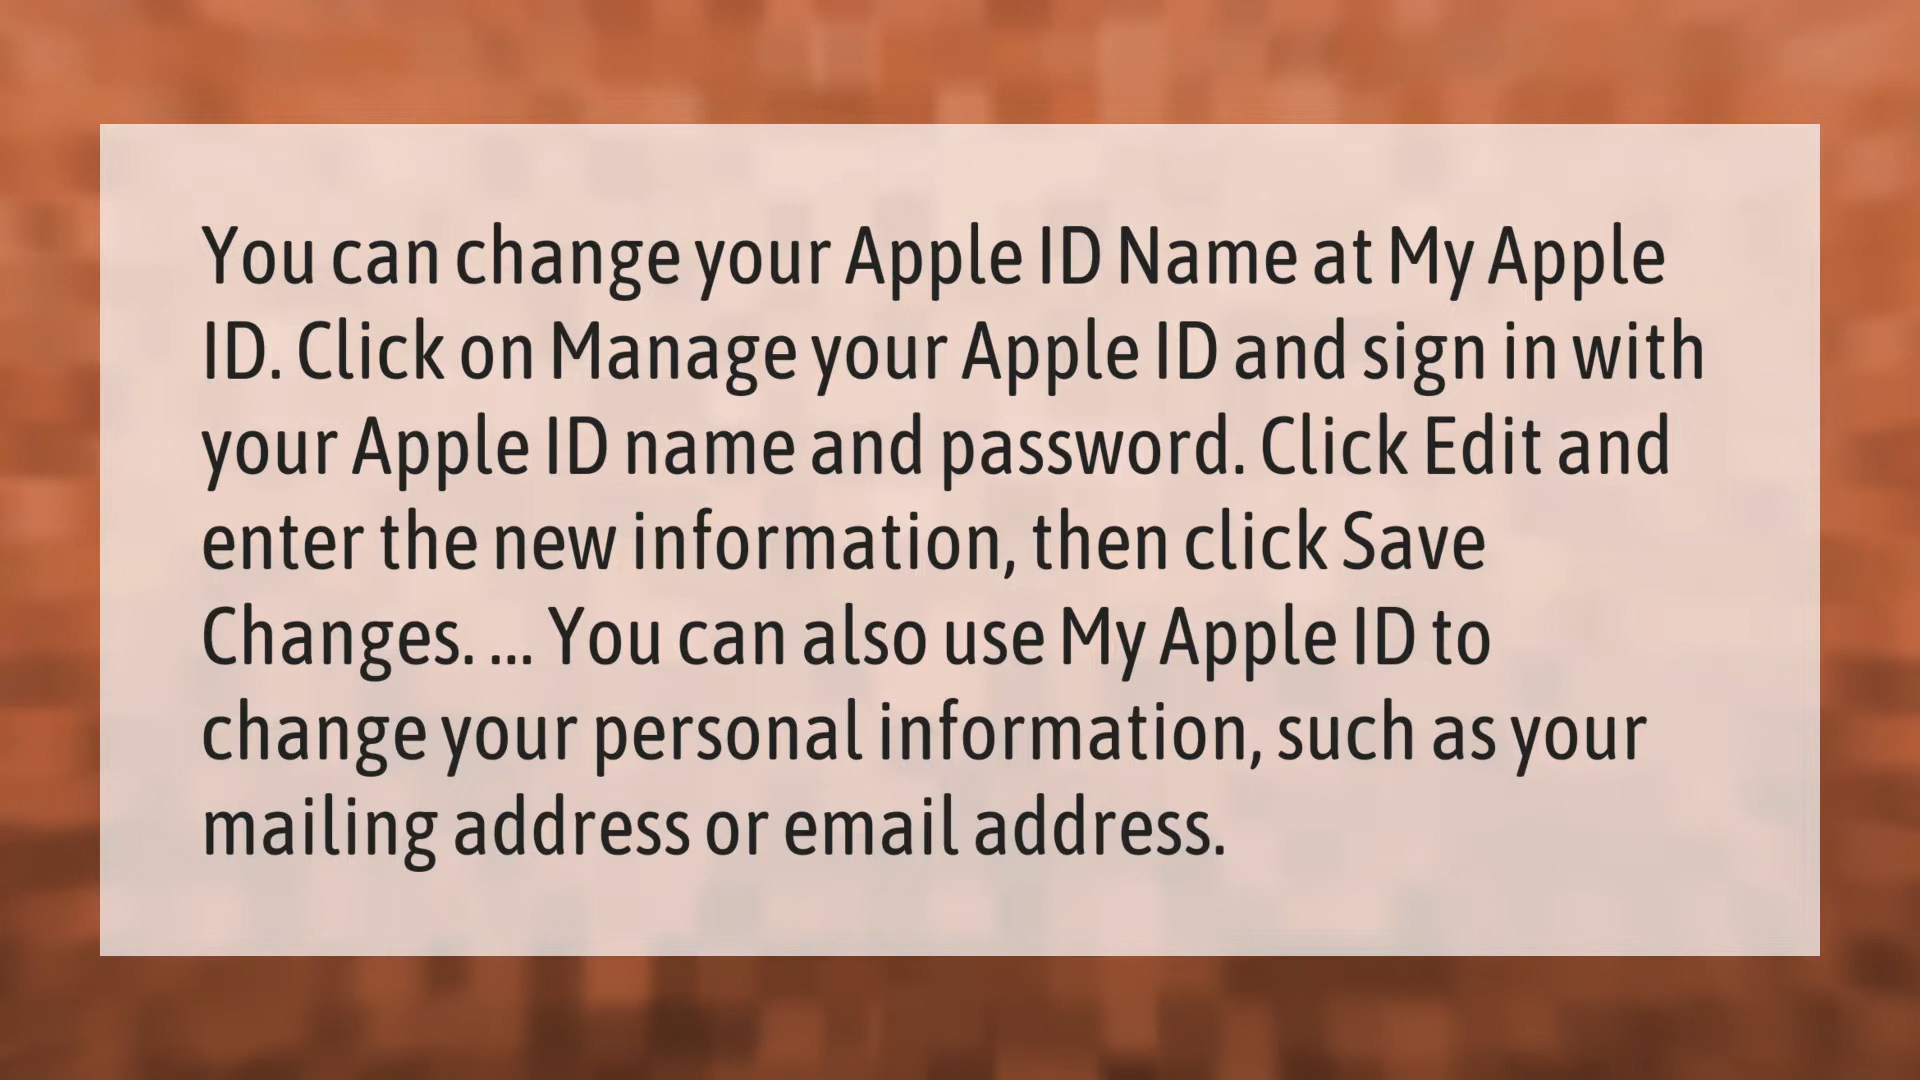 You can change your Apple ID Name at My Apple
ID. Click on Manage your Apple ID and sign in with
your Apple ID name and password. Click Edit and
enter the new information, then click Save
Changes. ... You can also use My Apple ID to
change your personal information, such as your
mailing address or email address.